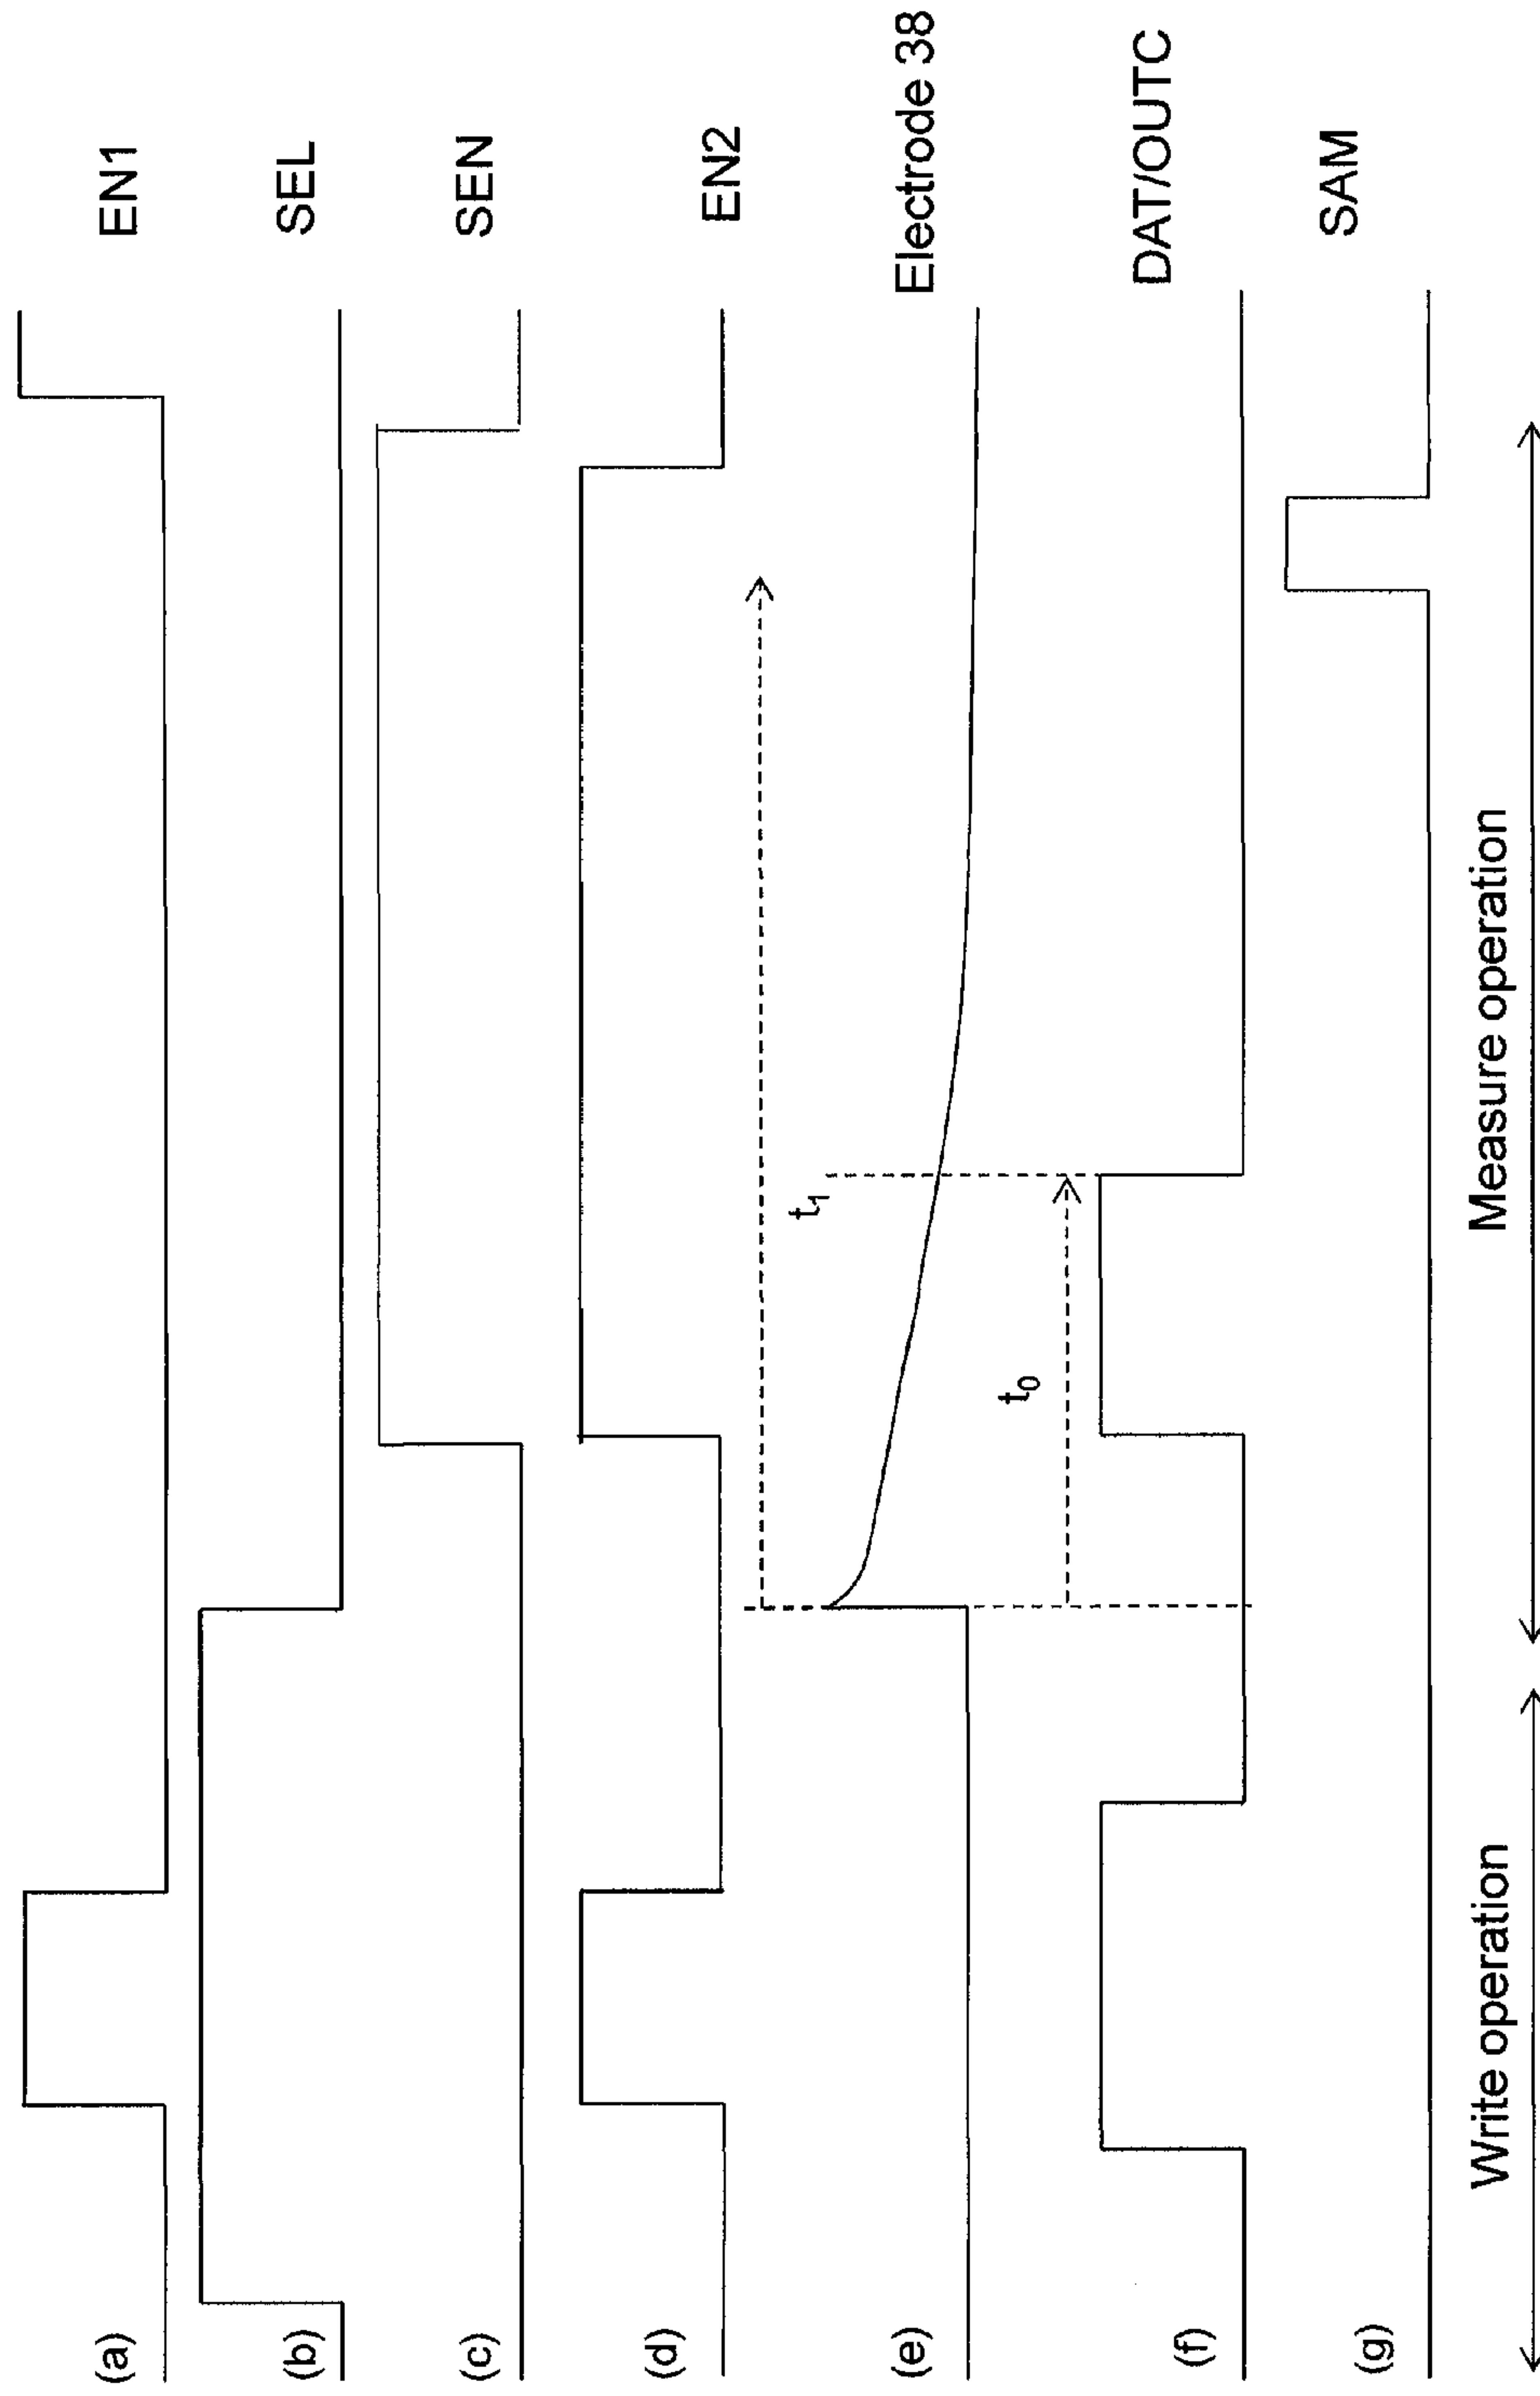 (a) EN1
(b) SEL
(c) SEN
(d) EN2
t1
(e) Electrode 38
t0
(f) DAT/OUTC
(g) SAM
Write operation Measure operation